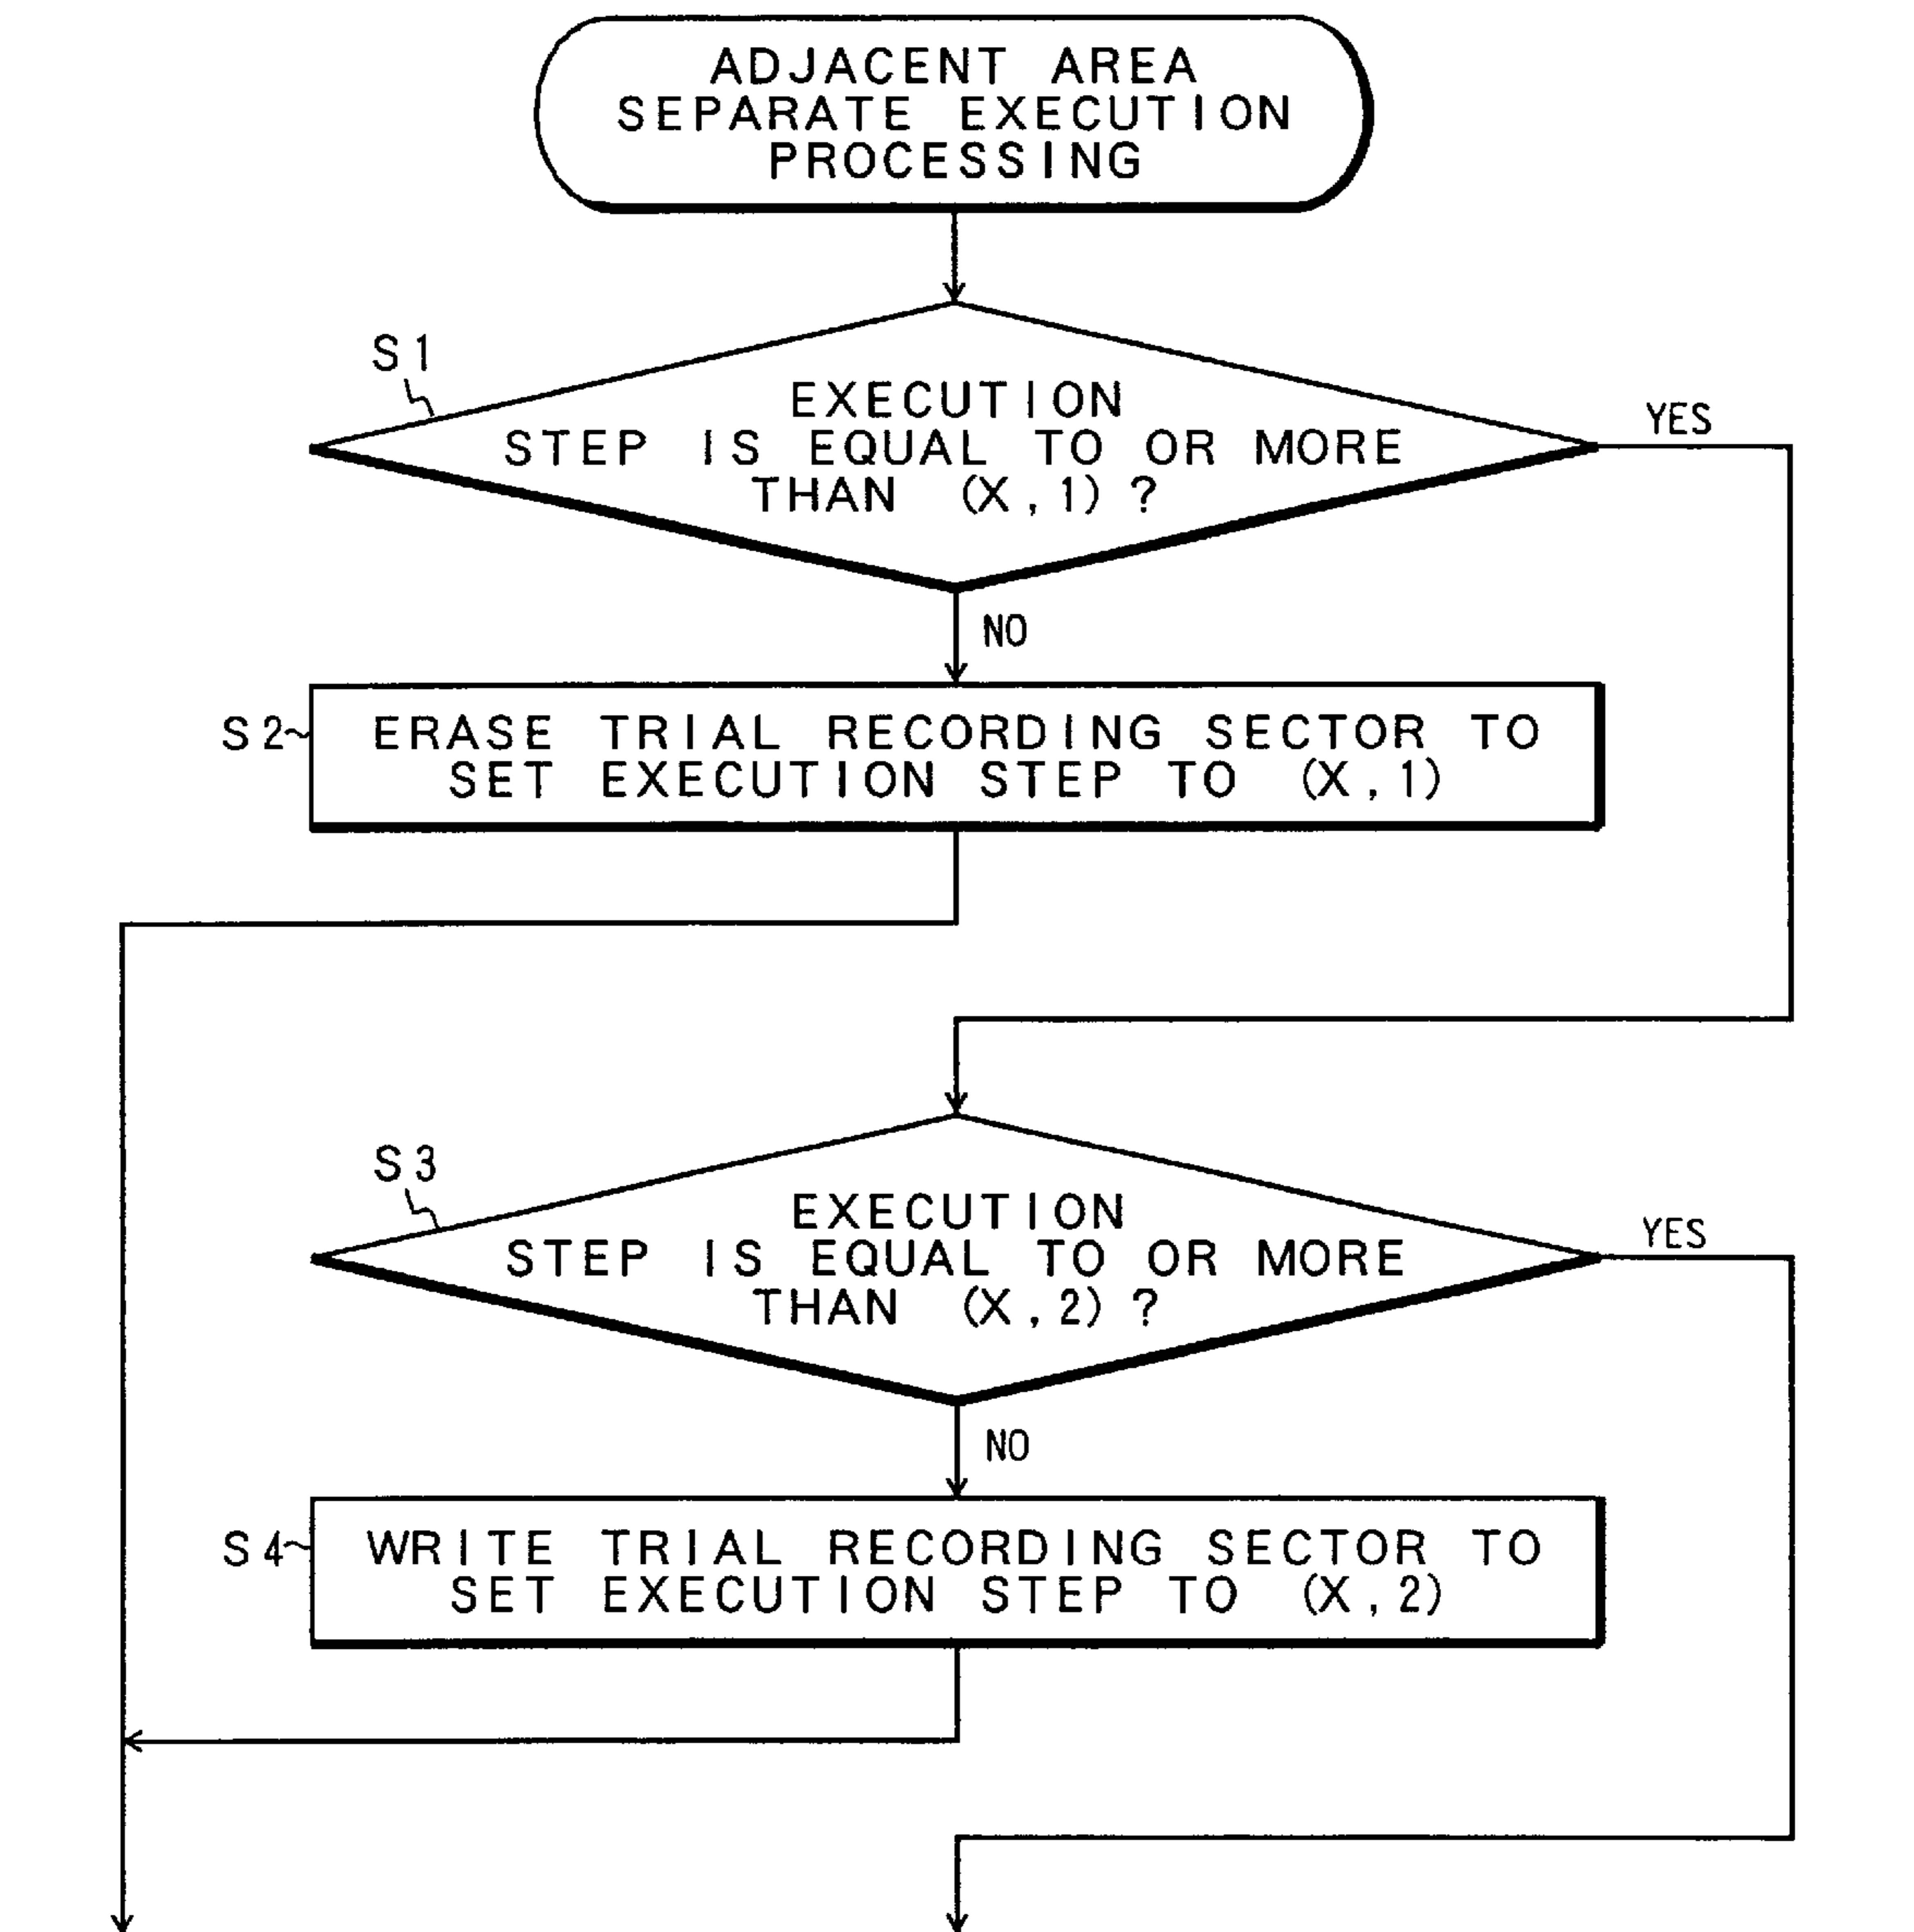 ADJACENT AREA
SEPARATE EXECUTION
PROCESSING
S1
EXECUTION
STEP IS EQUAL TO OR MORE
THAN (X,1)?
YES
NO
S2
ERASE TRIAL RECORDING SECTOR TO
SET EXECUTION STEP TO (X,1)
S3
EXECUTION
STEP IS EQUAL TO OR MORE
THAN (X,2)?
YES
NO
S4
WRITE TRIAL RECORDING SECTOR TO
SET EXECUTION STEP TO (X,2)